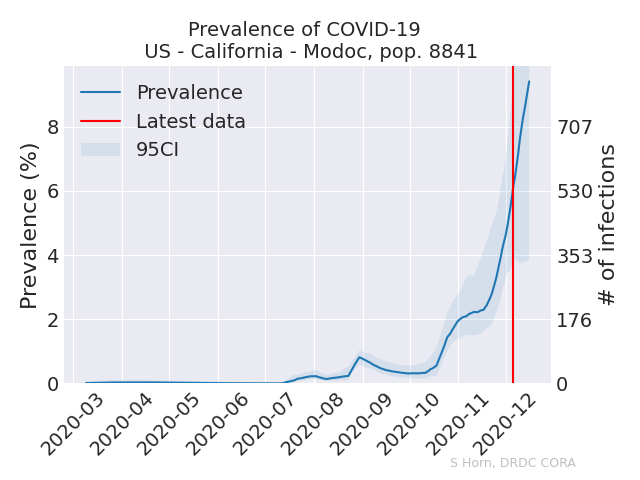 Prevalence of COVID-19
US - California - Modoc, pop. 8841
Prevalence
Latest data
95CI
Prevalence (%)
8
6
4
2
0
707
530
353
176
0
# of infections
2020-03
2020-04
2020-05
2020-06
2020-07
2020-08
2020-09
2020-10
2020-11
2020-12
S Horn, DRDC CORA